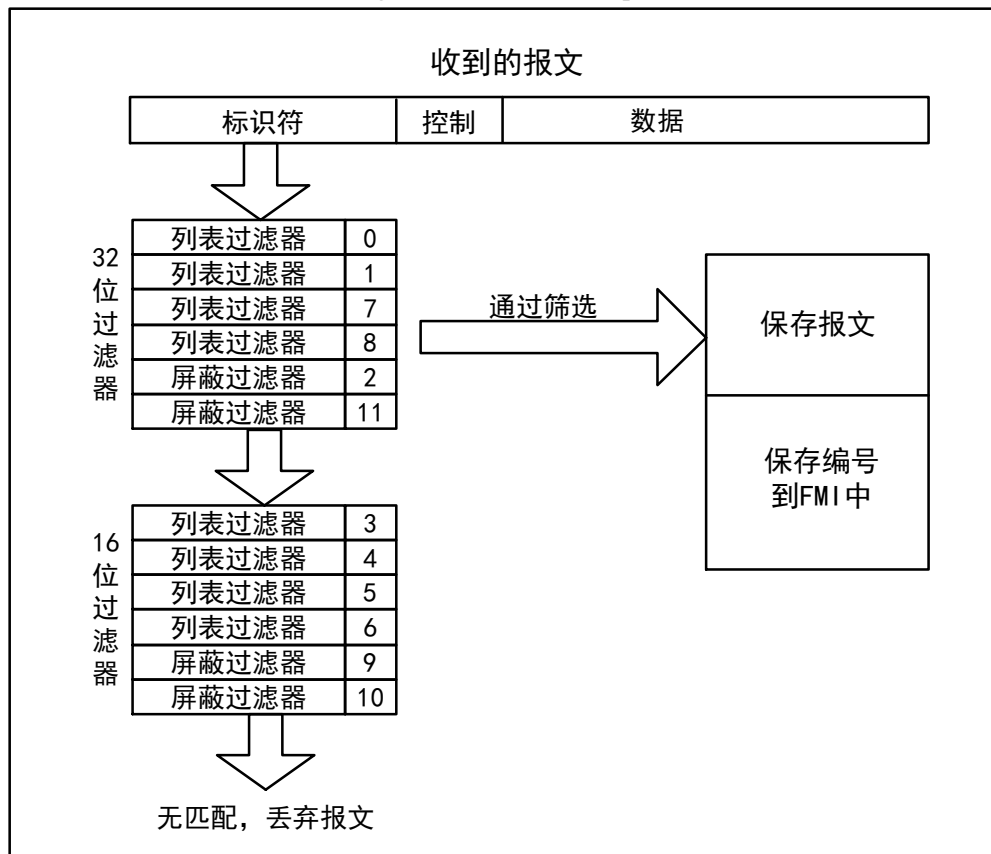 收到的报文
标识符 控制 数据
32位过滤器
列表过滤器 0
列表过滤器 1
列表过滤器 7
列表过滤器 8
屏蔽过滤器 2
屏蔽过滤器 11
通过筛选
保存报文
保存编号
到FMI中
16位过滤器
列表过滤器 3
列表过滤器 4
列表过滤器 5
列表过滤器 6
屏蔽过滤器 9
屏蔽过滤器 10
无匹配，丢弃报文